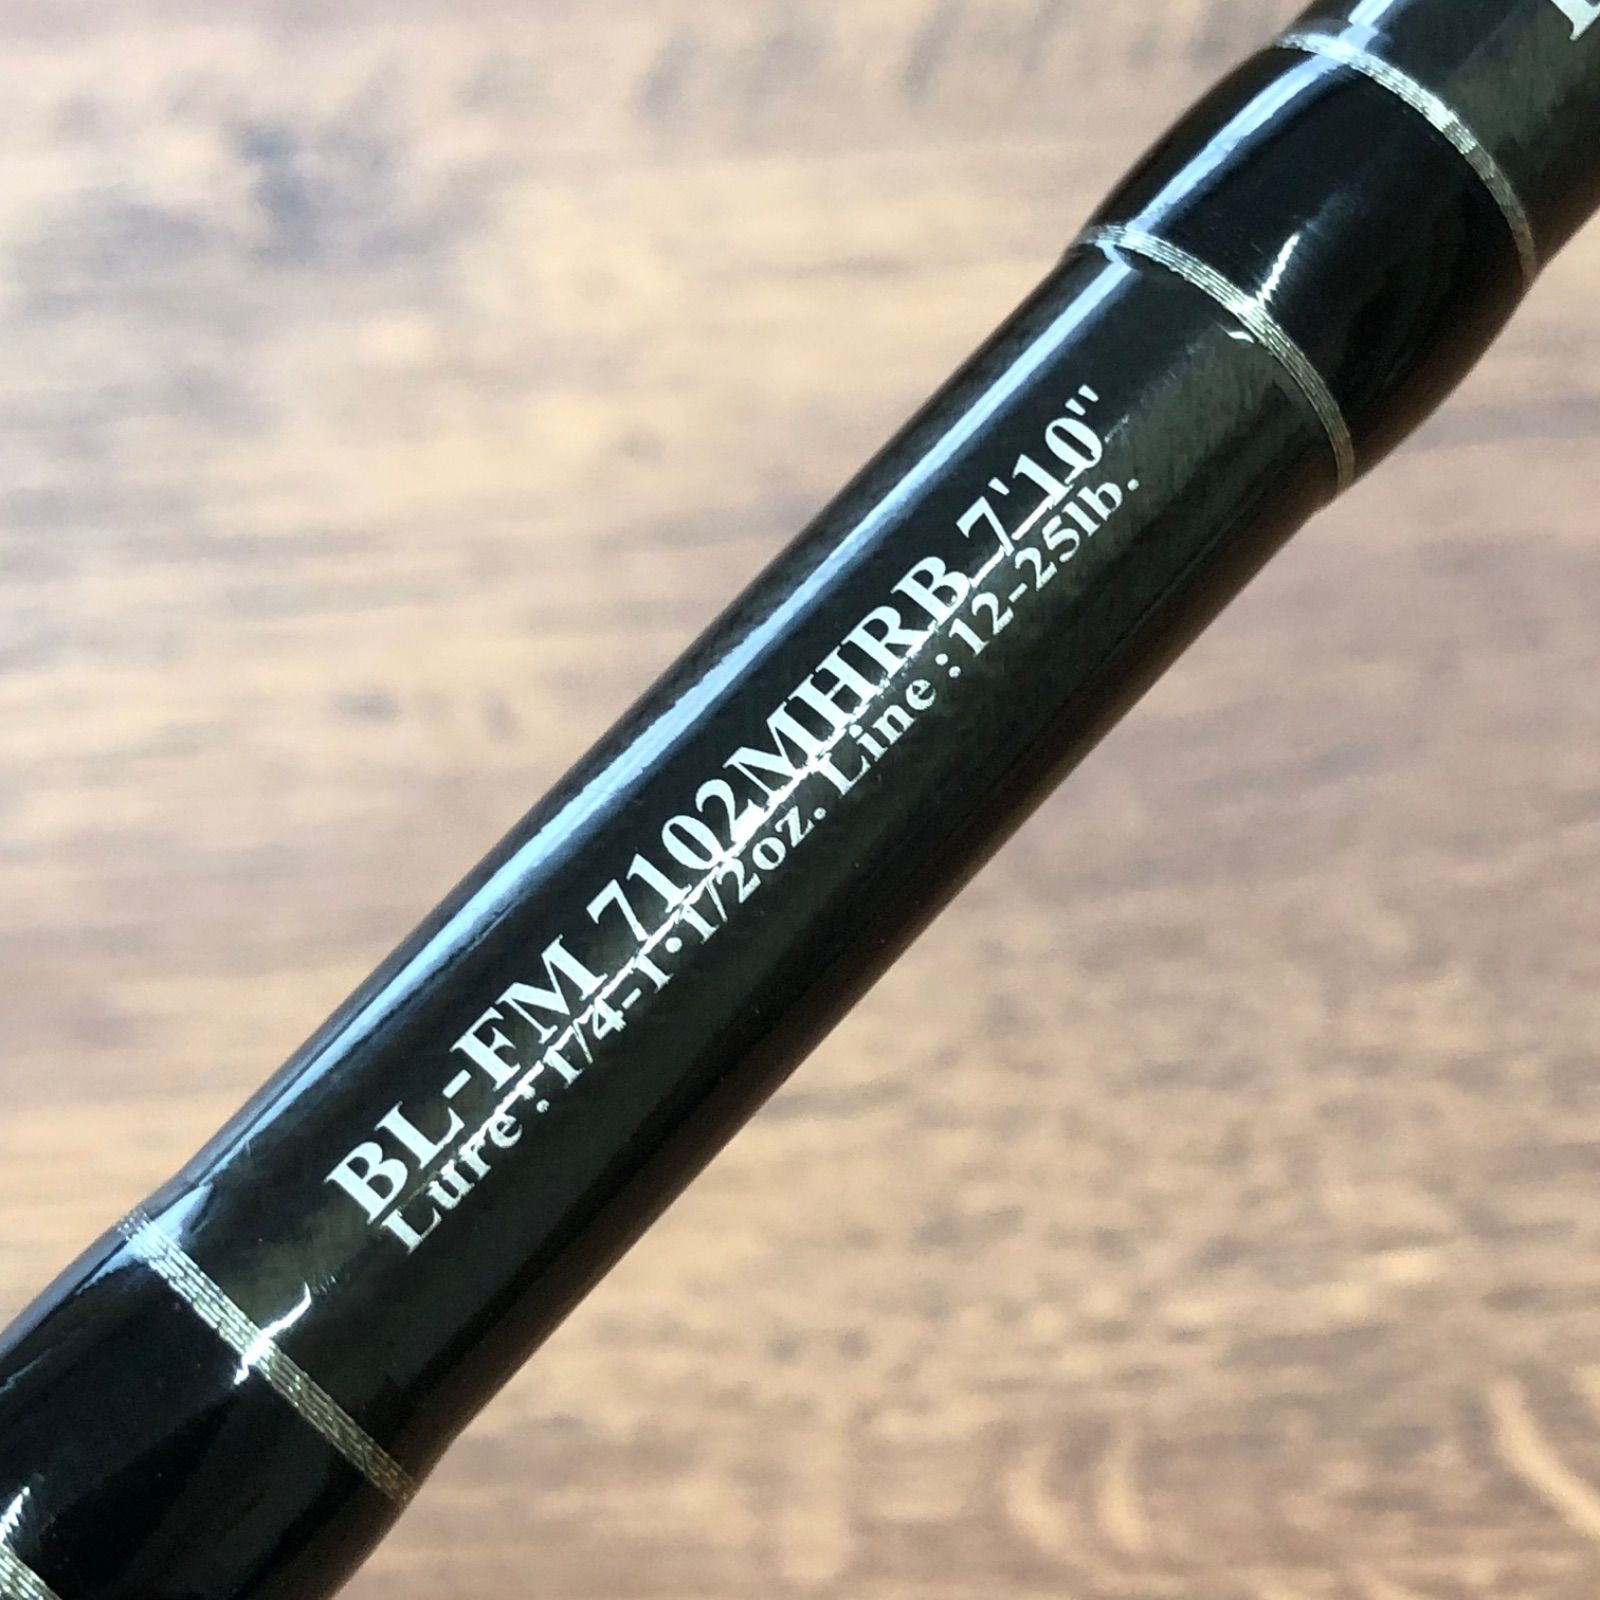 BL-FM 7102MHRB 7'10"
Lure : 1/4-1•1/2oz. Line : 12-25lb.